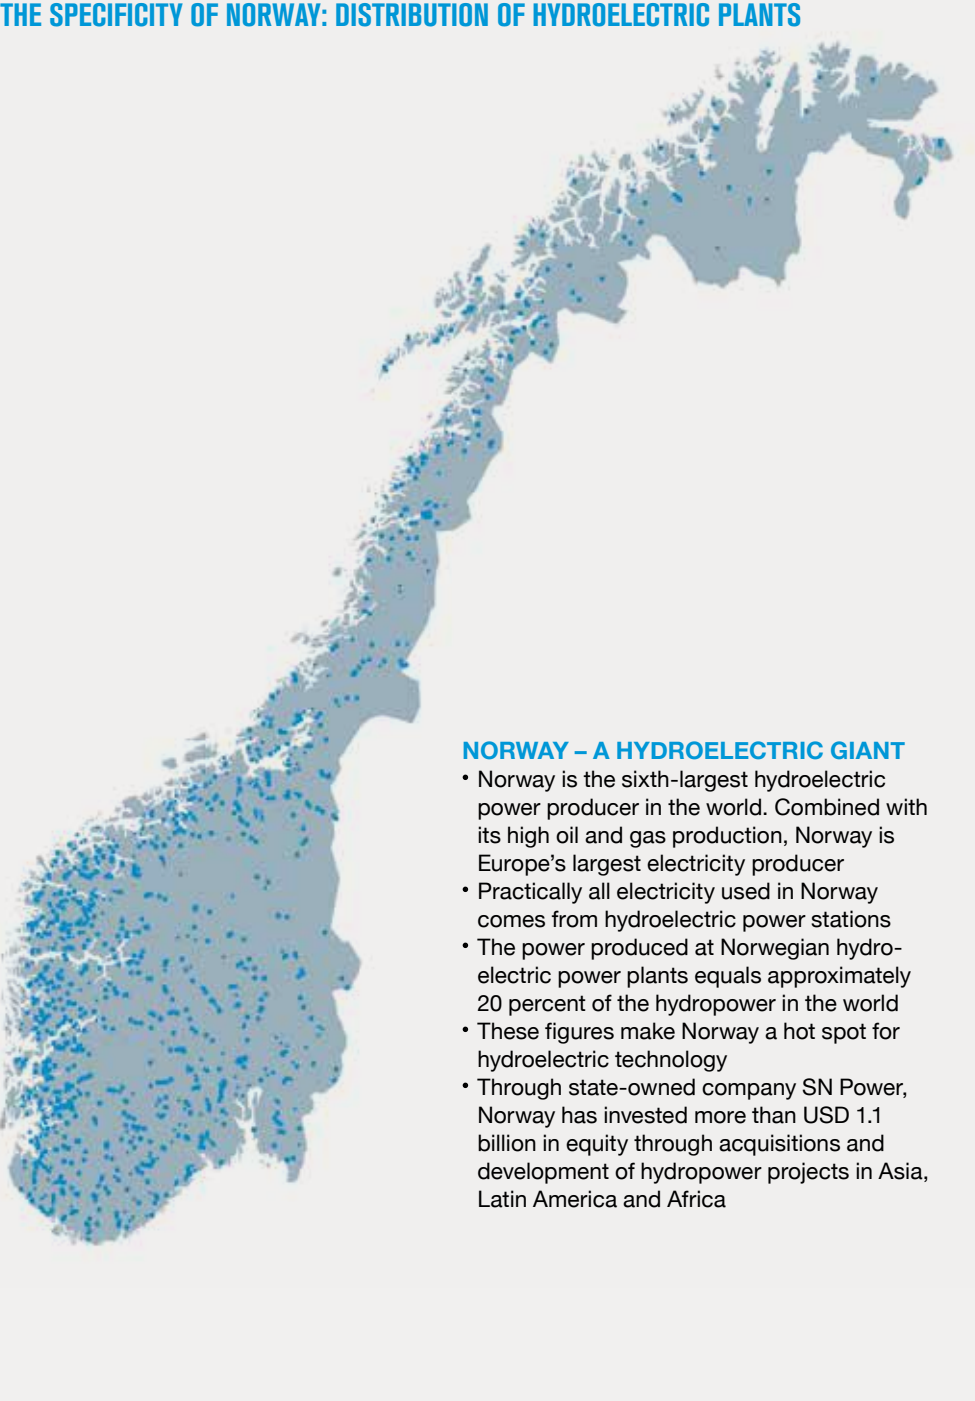 THE SPECIFICITY OF NORWAY: DISTRIBUTION OF HYDROELECTRIC PLANTS
NORWAY – A HYDROELECTRIC GIANT
• Norway is the sixth-largest hydroelectric
power producer in the world. Combined with
its high oil and gas production, Norway is
Europe’s largest electricity producer
• Practically all electricity used in Norway
comes from hydroelectric power stations
• The power produced at Norwegian hydro-
electric power plants equals approximately
20 percent of the hydropower in the world
• These figures make Norway a hot spot for
hydroelectric technology
• Through state-owned company SN Power,
Norway has invested more than USD 1.1
billion in equity through acquisitions and
development of hydropower projects in Asia,
Latin America and Africa